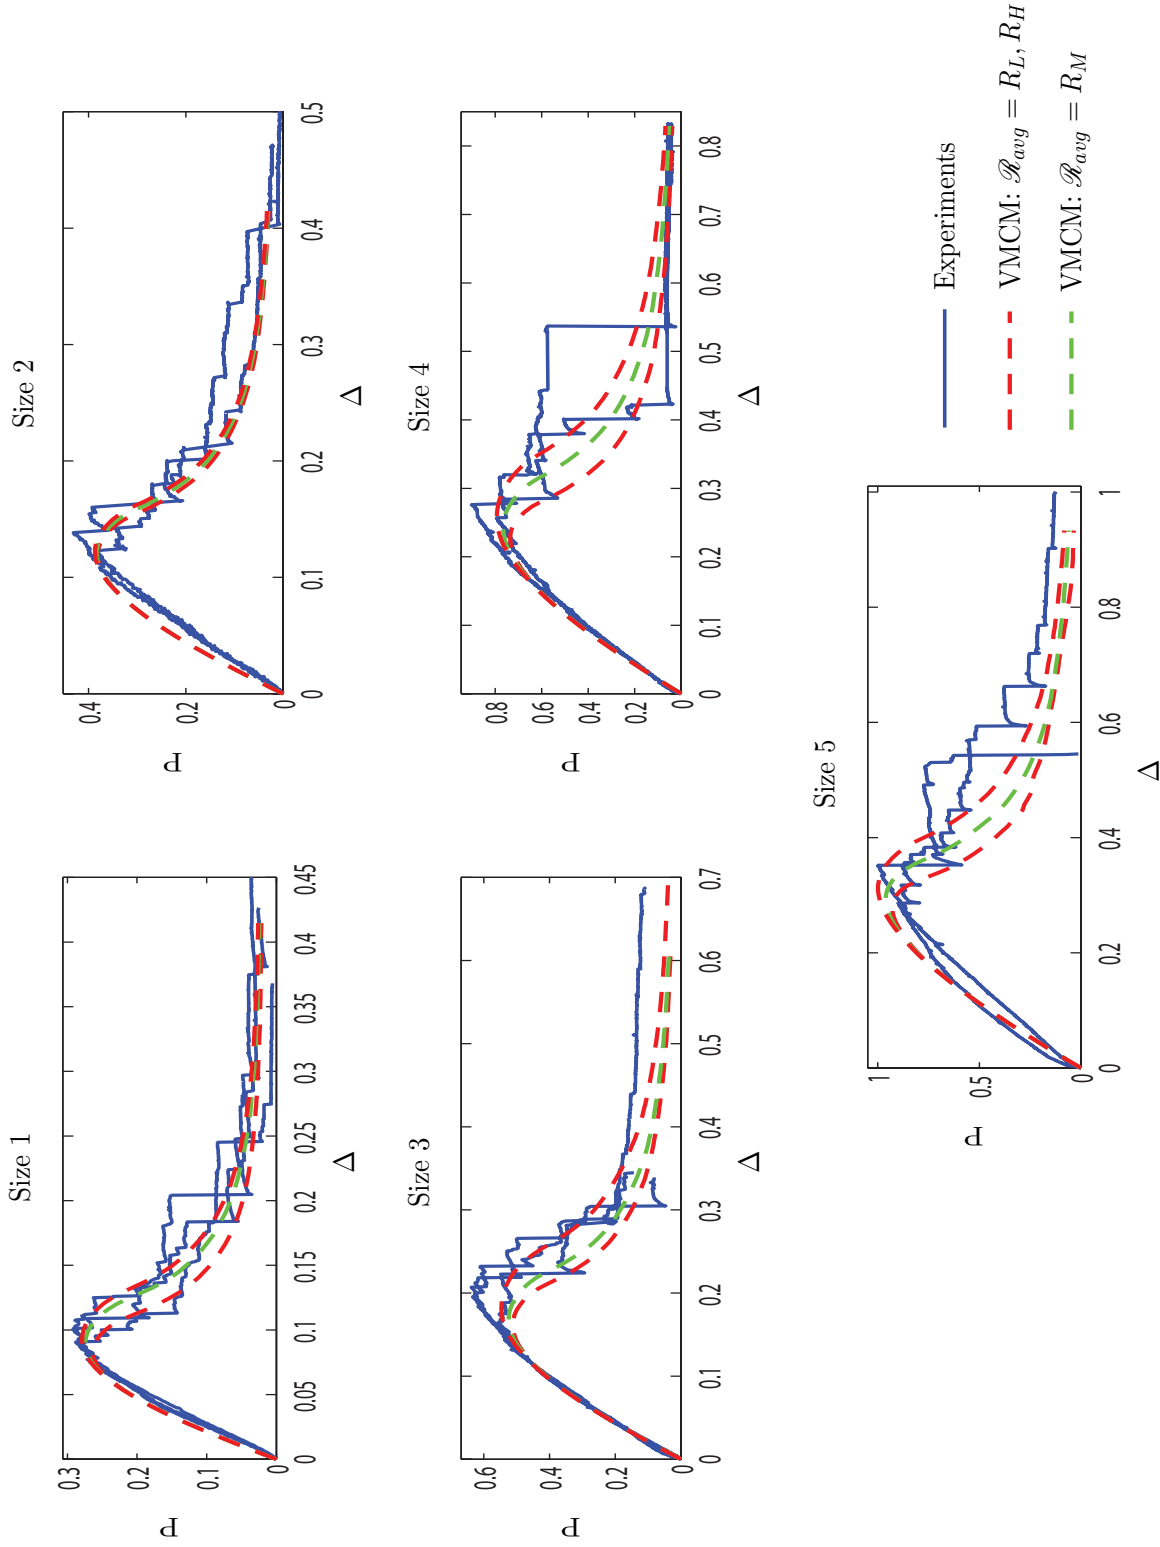 Size 1
P
0.3
0.2
0.1
0
0 0.05 0.1 0.15 0.2 0.25 0.3 0.35 0.4 0.45
Δ
Size 2
P
0.4
0.2
0
0 0.1 0.2 0.3 0.4 0.5
Δ
Size 3
P
0.6
0.4
0.2
0
0 0.1 0.2 0.3 0.4 0.5 0.6 0.7
Δ
Size 4
P
0.8
0.6
0.4
0.2
0
0 0.1 0.2 0.3 0.4 0.5 0.6 0.7 0.8
Δ
Size 5
P
1
0.5
0
0 0.2 0.4 0.6 0.8 1
Δ
Experiments
VMCM: ℛ_avg = R_L, R_H
VMCM: ℛ_avg = R_M